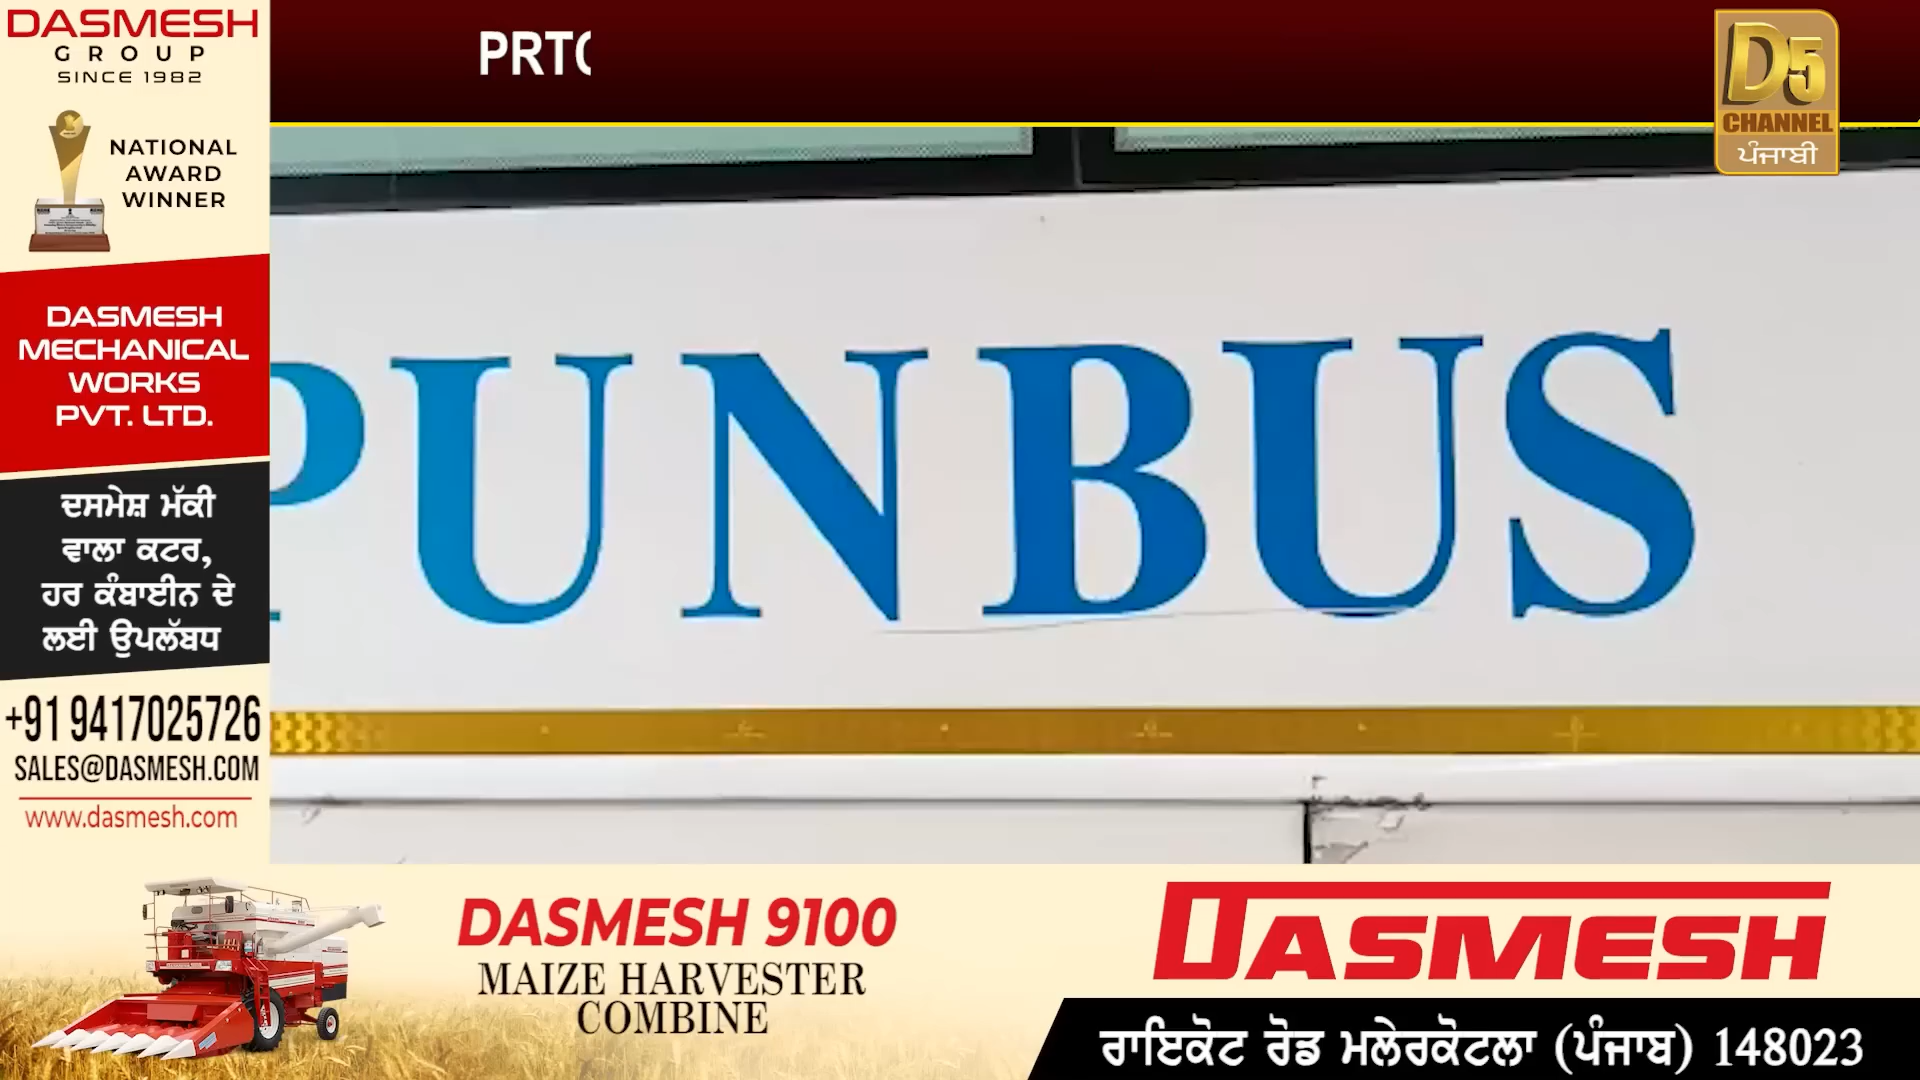 DASMESH
GROUP
SINCE 1982
NATIONAL
AWARD
WINNER
DASMESH
MECHANICAL
WORKS
PVT. LTD.
ਦਸਮੇਸ਼ ਮੱਕੀ
ਵਾਲਾ ਕਟਰ,
ਹਰ ਕੰਬਾਈਨ ਦੇ
ਲਈ ਉਪਲੱਬਧ
+91 9417025726
SALES@DASMESH.COM
www.dasmesh.com
PRTC
D5
CHANNEL
ਪੰਜਾਬੀ
PUNBUS
DASMESH 9100
MAIZE HARVESTER
COMBINE
DASMESH
ਰਾਇਕੋਟ ਰੋਡ ਮਲੇਰਕੋਟਲਾ (ਪੰਜਾਬ) 148023